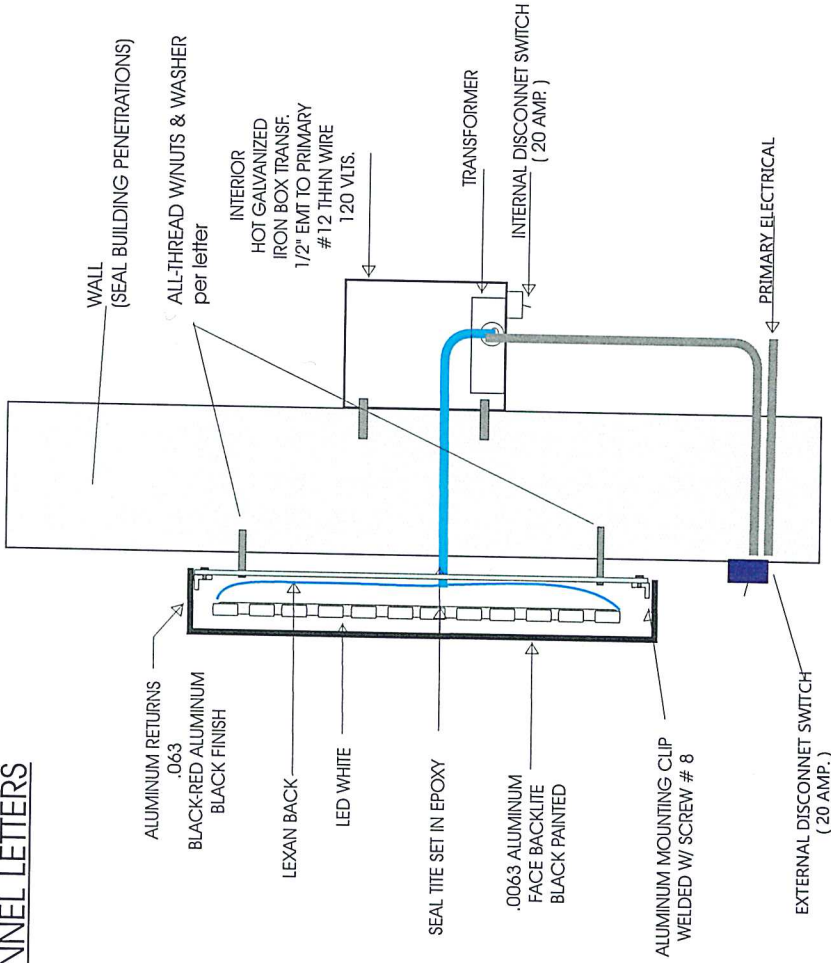 NNEL LETTERS
ALUMINUM RETURNS
.063
BLACK-RED ALUMINUM
BLACK FINISH
LEXAN BACK
LED WHITE
SEAL TITE SET IN EPOXY
.0063 ALUMINUM
FACE BACKLITE
BLACK PAINTED
ALUMINUM MOUNTING CLIP
WELDED W/ SCREW # 8
EXTERNAL DISCONNET SWITCH
( 20 AMP. )
WALL
(SEAL BUILDING PENETRATIONS)
ALL-THREAD W/NUTS & WASHER
per letter
INTERIOR
HOT GALVANIZED
IRON BOX TRANSF.
1/2" EMT TO PRIMARY
#12 THHN WIRE
120 VLTS.
TRANSFORMER
INTERNAL DISCONNET SWITCH
( 20 AMP. )
PRIMARY ELECTRICAL